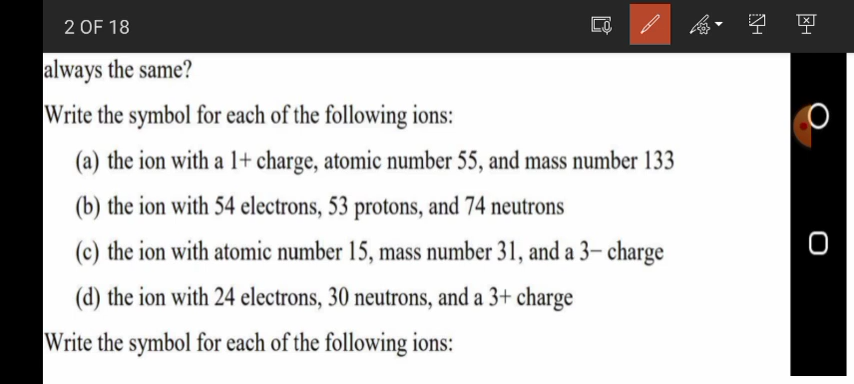 2 OF 18
always the same?
Write the symbol for each of the following ions:
(a) the ion with a 1+ charge, atomic number 55, and mass number 133
(b) the ion with 54 electrons, 53 protons, and 74 neutrons
(c) the ion with atomic number 15, mass number 31, and a 3− charge
(d) the ion with 24 electrons, 30 neutrons, and a 3+ charge
Write the symbol for each of the following ions: